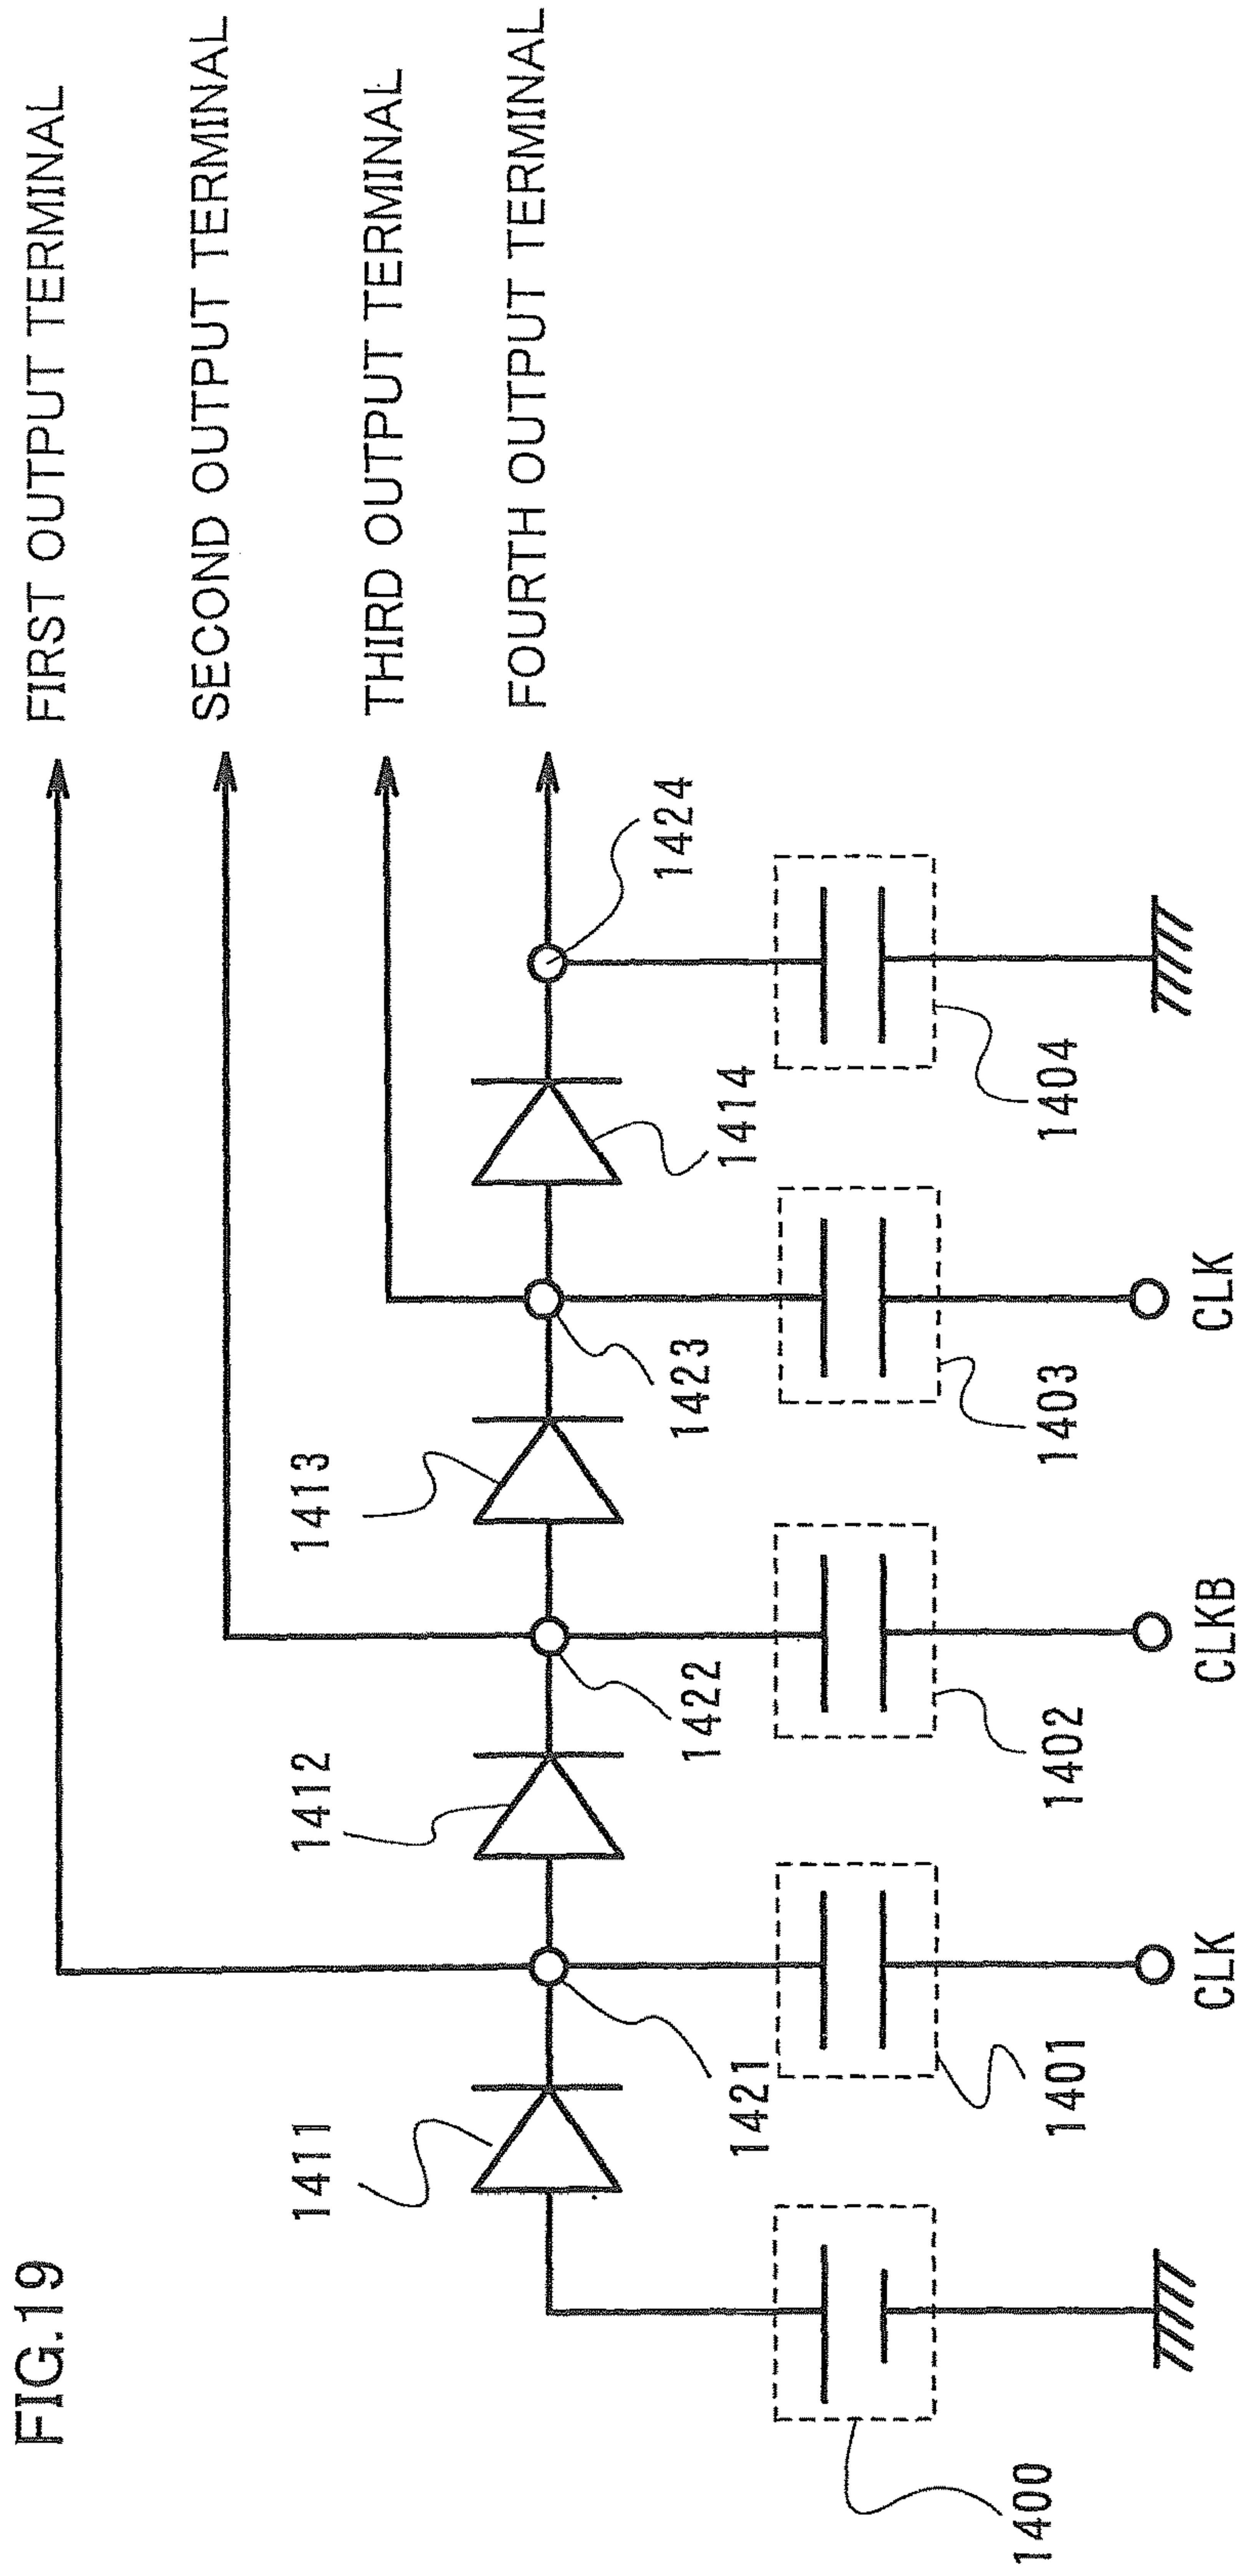 FIG.19
FIRST OUTPUT TERMINAL
SECOND OUTPUT TERMINAL
THIRD OUTPUT TERMINAL
FOURTH OUTPUT TERMINAL
1411
1412
1413
1414
1421
1422
1423
1424
1400
1401
1402
1403
1404
CLK
CLKB
CLK